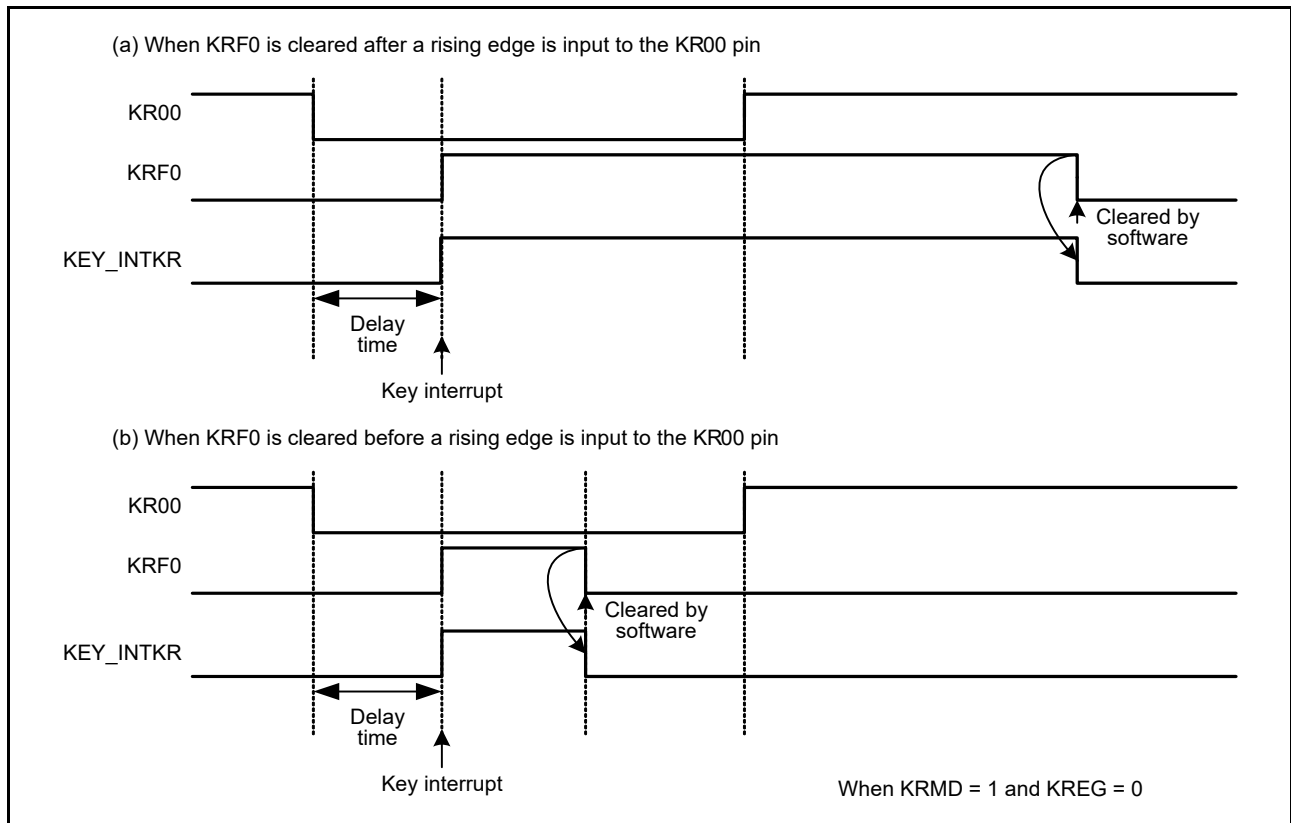 (a) When KRF0 is cleared after a rising edge is input to the KR00 pin
KR00
KRF0
Cleared by
software
KEY_INTKR
Delay
time
Key interrupt
(b) When KRF0 is cleared before a rising edge is input to the KR00 pin
KR00
KRF0
Cleared by
software
KEY_INTKR
Delay
time
Key interrupt
When KRMD = 1 and KREG = 0